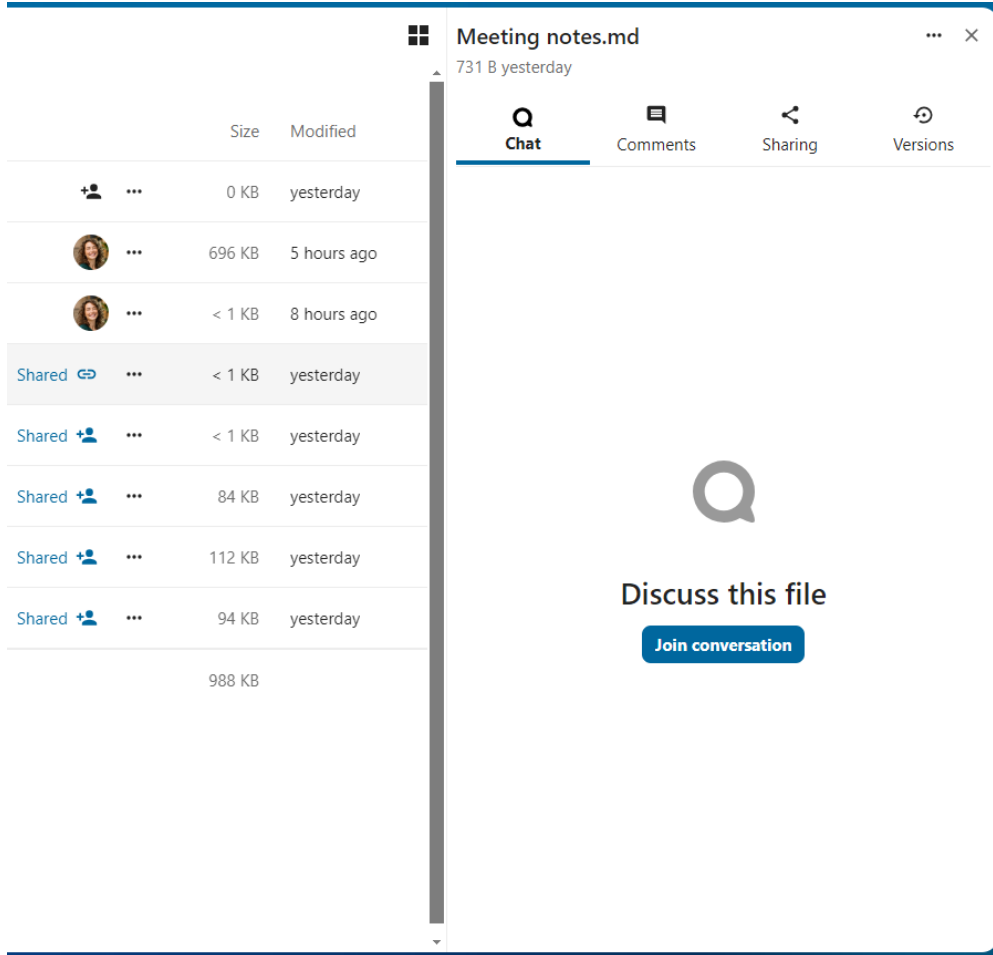 Meeting notes.md
731 B yesterday
Chat Comments Sharing Versions
Size Modified
0 KB yesterday
696 KB 5 hours ago
< 1 KB 8 hours ago
Shared < 1 KB yesterday
Shared < 1 KB yesterday
Shared 84 KB yesterday
Shared 112 KB yesterday
Shared 94 KB yesterday
988 KB
Discuss this file
Join conversation